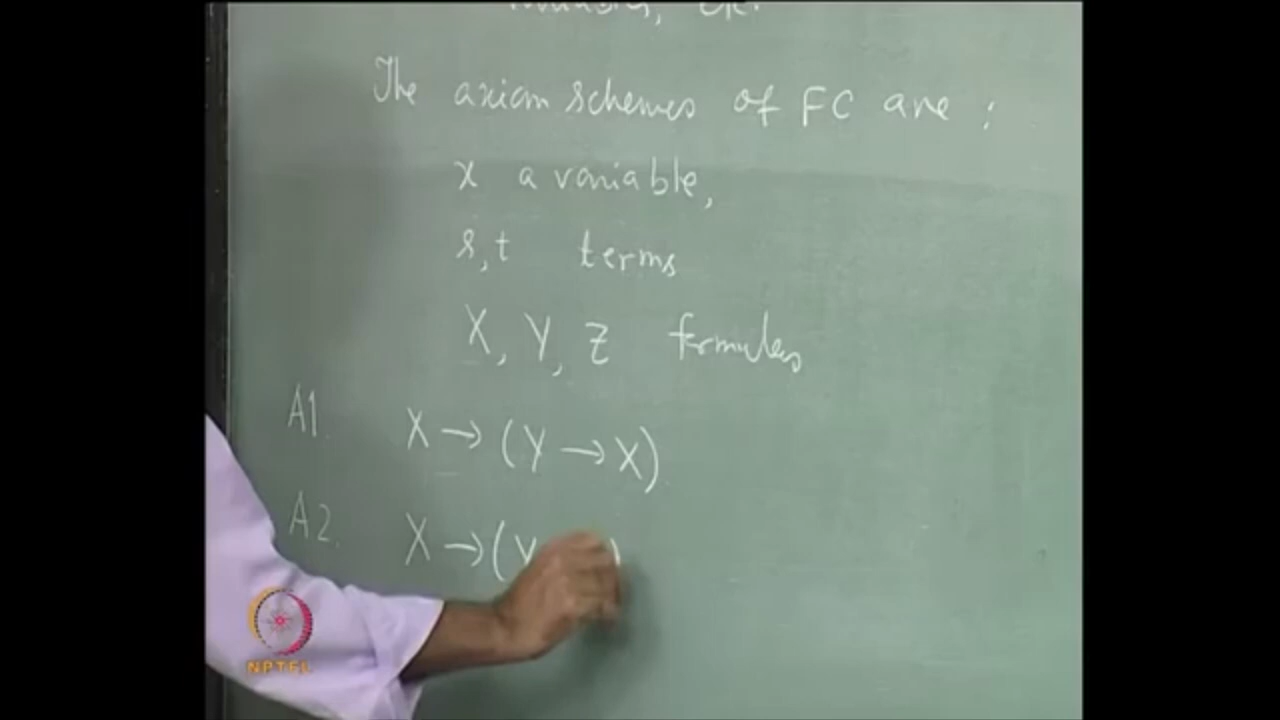 The axiom schemes of FC are :
x a variable,
s, t terms
X, Y, Z formulas
A1. X → (Y → X)
A2. X → (Y
NPTEL